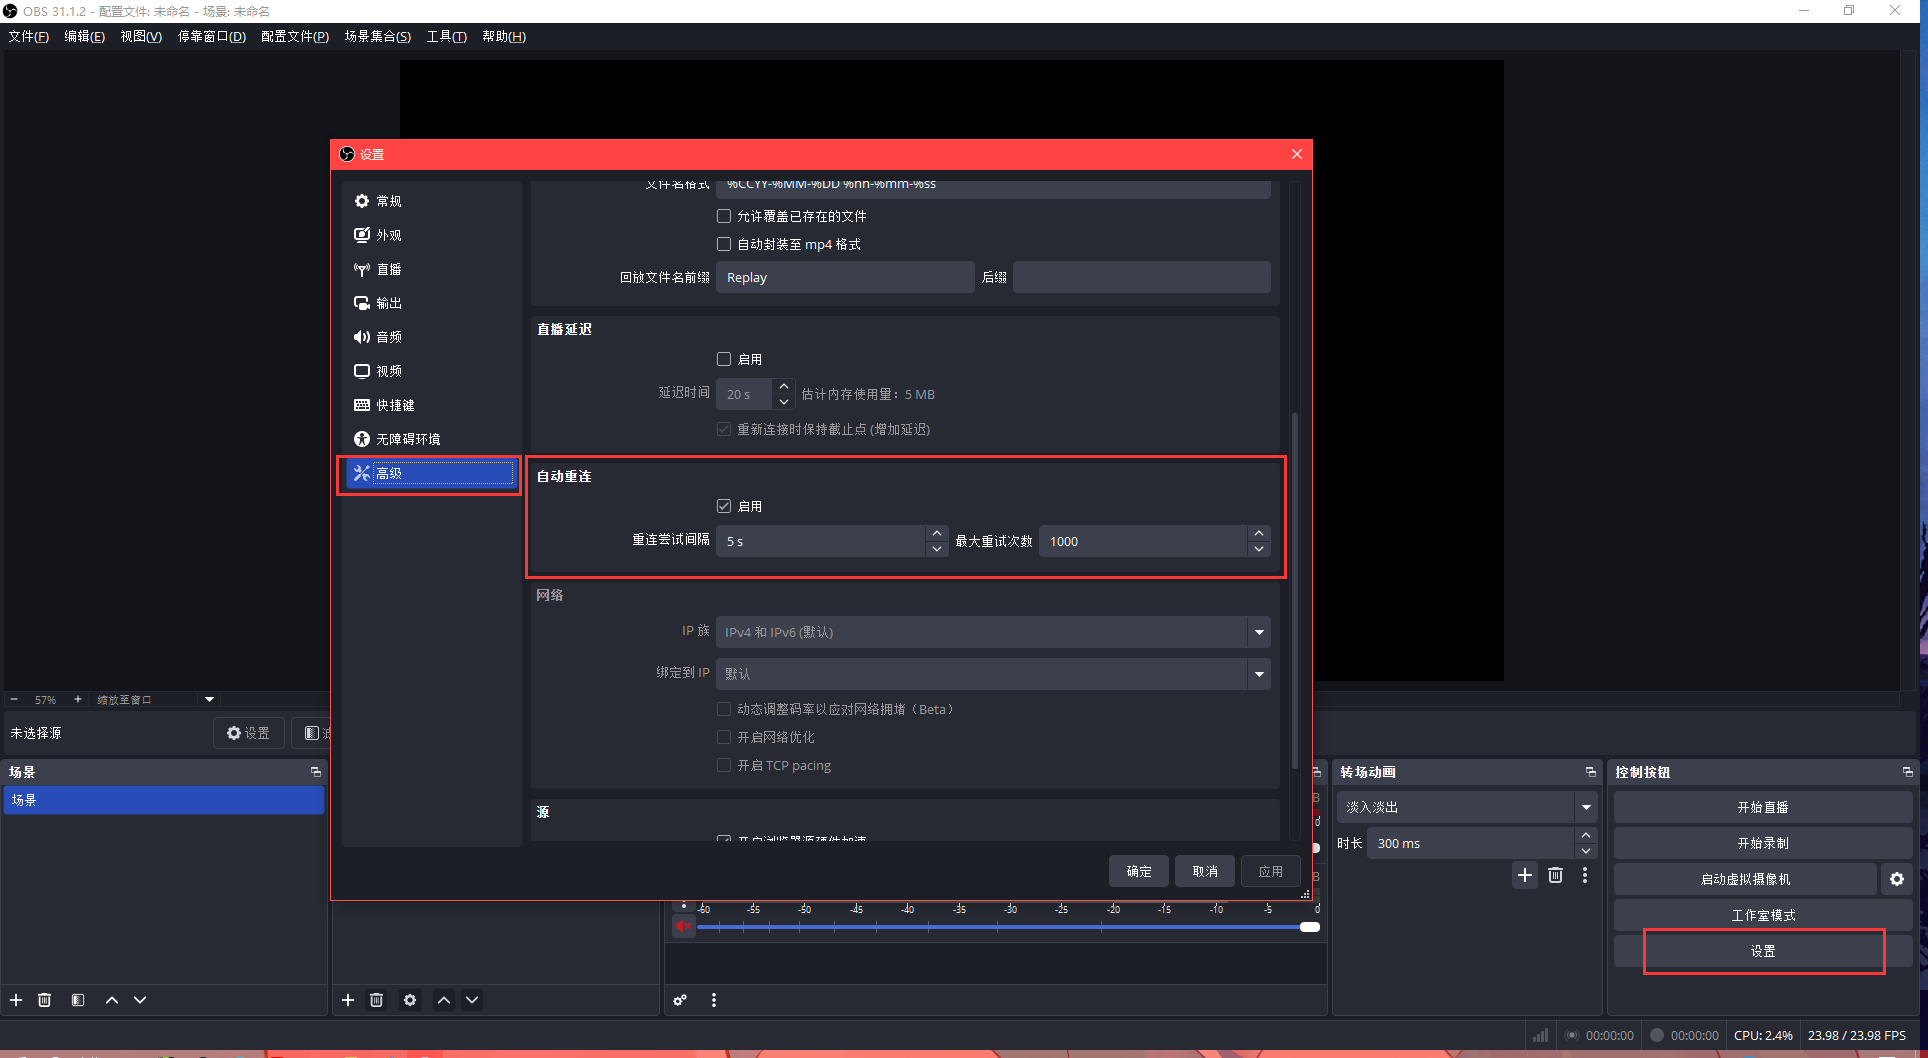 OBS 31.1.2 - 配置文件: 未命名 - 场景: 未命名
文件(F) 编辑(E) 视图(V) 停靠窗口(D) 配置文件(P) 场景集合(S) 工具(T) 帮助(H)
设置
常规
外观
直播
输出
音频
视频
快捷键
无障碍环境
高级
文件名格式 %CCYY-%MM-%DD %hh-%mm-%ss
允许覆盖已存在的文件
自动封装至 mp4 格式
回放文件名前缀 Replay 后缀
直播延迟
启用
延迟时间 20 s 估计内存使用量：5 MB
重新连接时保持截止点 (增加延迟)
自动重连
启用
重连尝试间隔 5 s 最大重试次数 1000
网络
IP 族 IPv4 和 IPv6 (默认)
绑定到 IP 默认
动态调整码率以应对网络拥堵（Beta）
开启网络优化
开启 TCP pacing
源
开启浏览器源硬件加速
确定 取消 应用
57% 缩放至窗口
未选择源 设置
场景
场景
-60 -55 -50 -45 -40 -35 -30 -25 -20 -15 -10 -5 0
转场动画
淡入淡出
时长 300 ms
控制按钮
开始直播
开始录制
启动虚拟摄像机
工作室模式
设置
00:00:00 00:00:00 CPU: 2.4% 23.98 / 23.98 FPS